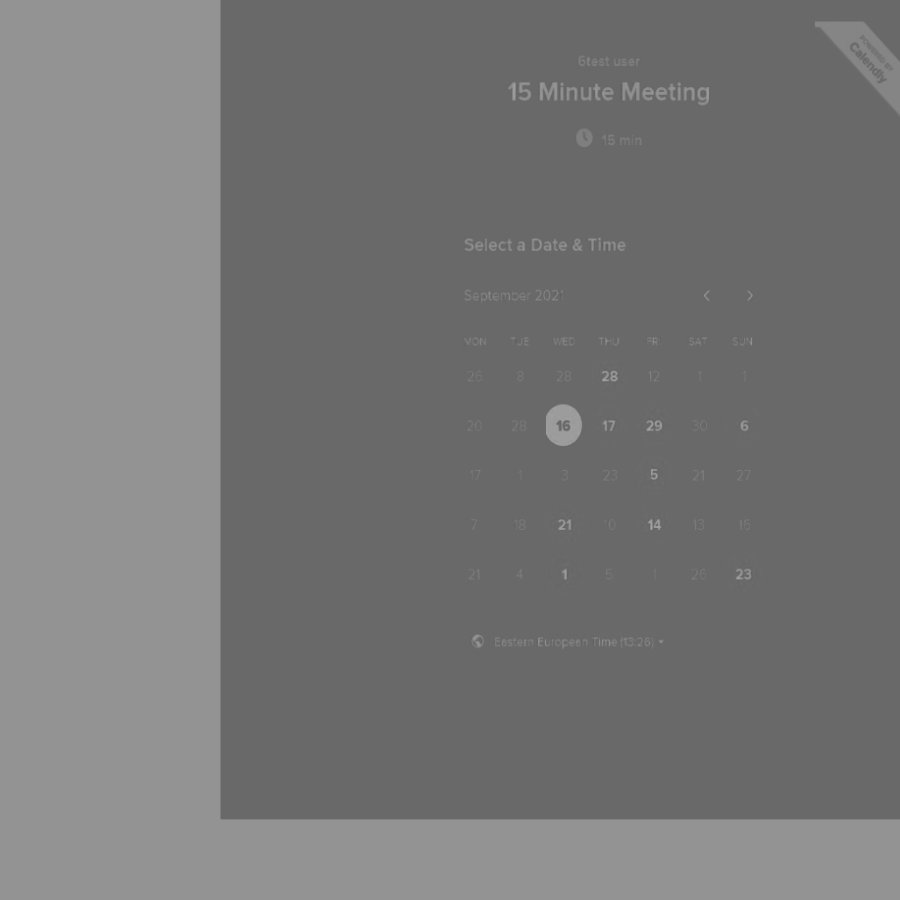 POWERED BY
Calendly
6test user
15 Minute Meeting
15 min
Select a Date & Time
September 2021
MON TUE WED THU FRI SAT SUN
26 8 28 28 12 1 1
20 28 16 17 29 30 6
17 1 3 23 5 21 27
7 18 21 10 14 13 15
21 4 1 5 1 26 23
Eastern European Time (13:26)